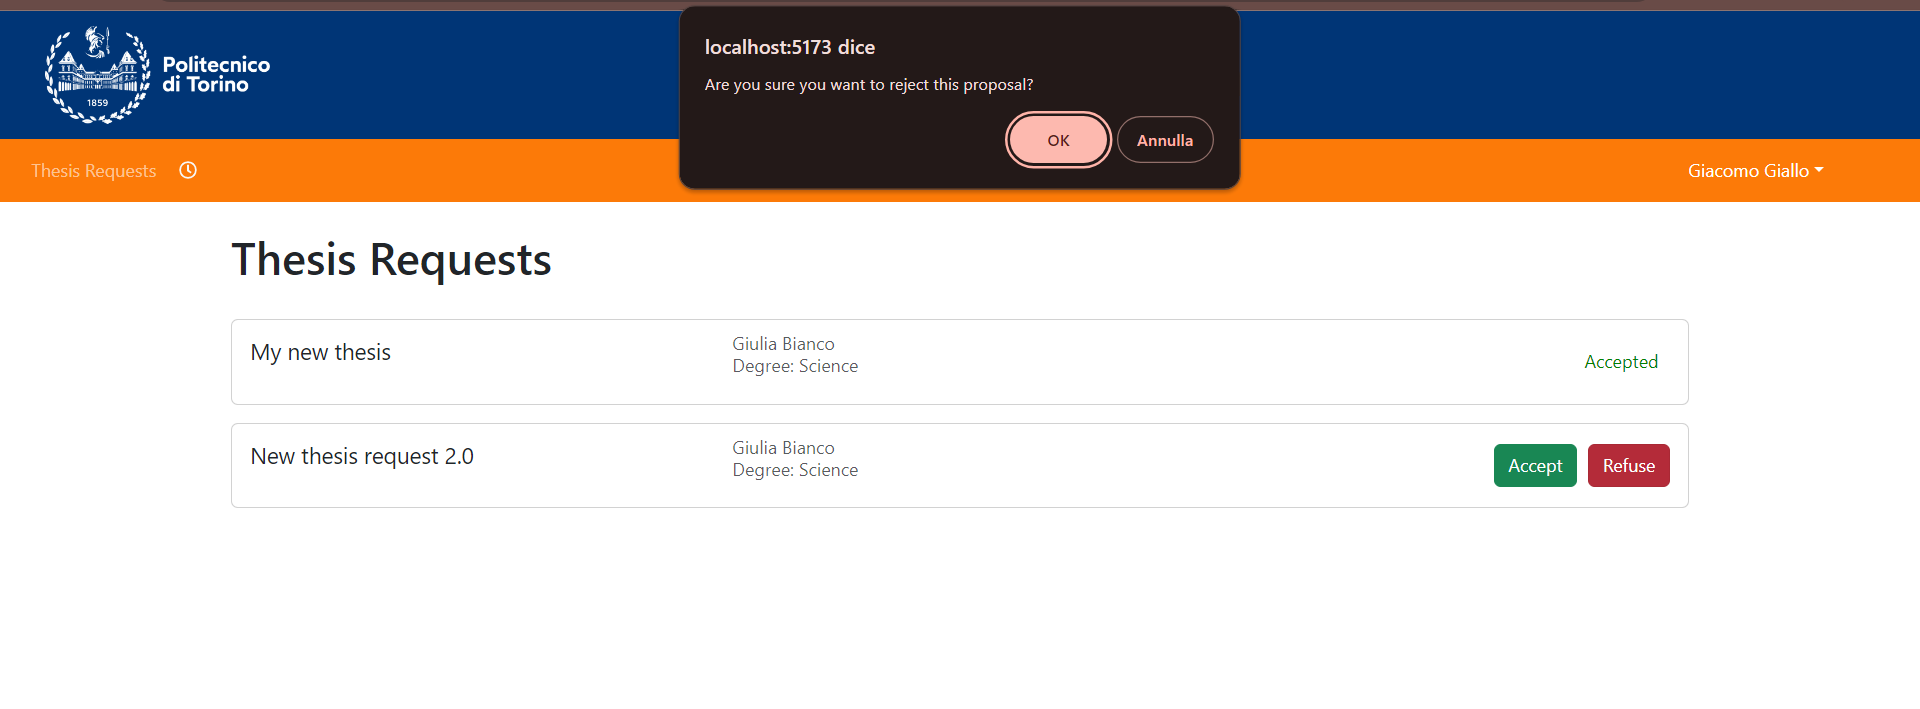 localhost:5173 dice
Are you sure you want to reject this proposal?
OK
Annulla
Politecnico
di Torino
1859
Thesis Requests
Giacomo Giallo
Thesis Requests
My new thesis
Giulia Bianco
Degree: Science
Accepted
New thesis request 2.0
Giulia Bianco
Degree: Science
Accept
Refuse